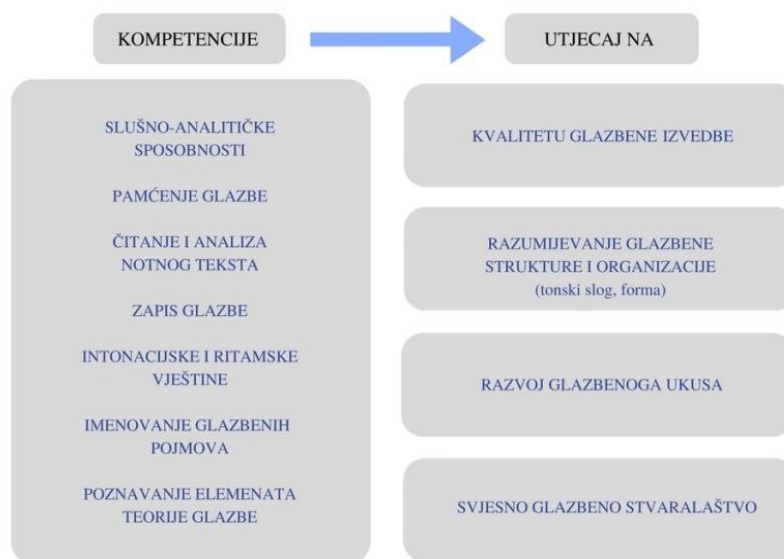 KOMPETENCIJE
UTJECAJ NA
SLUŠNO-ANALITIČKE
SPOSOBNOSTI
PAMĆENJE GLAZBE
ČITANJE I ANALIZA
NOTNOG TEKSTA
ZAPIS GLAZBE
INTONACIJSKE I RITAMSKE
VJEŠTINE
IMENOVANJE GLAZBENIH
POJMOVA
POZNAVANJE ELEMENATA
TEORIJE GLAZBE
KVALITETU GLAZBENE IZVEDBE
RAZUMIJEVANJE GLAZBENE
STRUKTURE I ORGANIZACIJE
(tonski slog, forma)
RAZVOJ GLAZBENOGA UKUSA
SVJESNO GLAZBENO STVARALAŠTVO